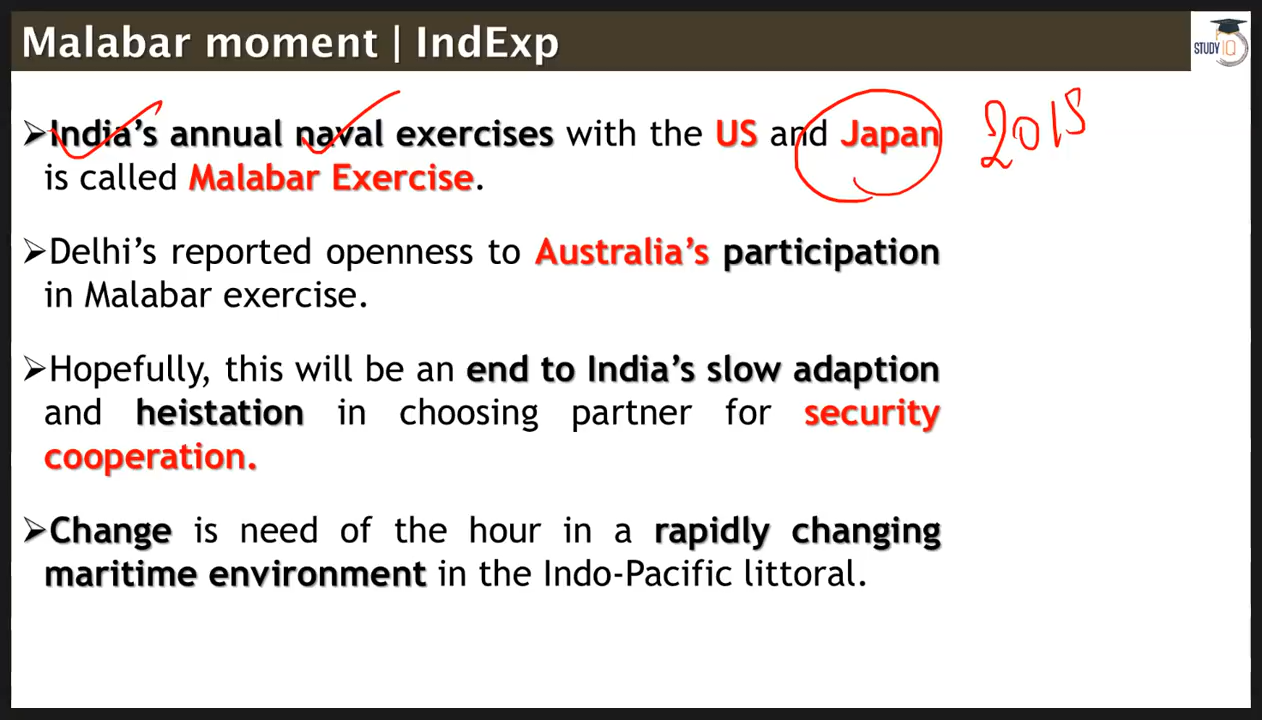 Malabar moment | IndExp
STUDY IQ
➢India's annual naval exercises with the US and Japan
2015
is called Malabar Exercise.
➢Delhi's reported openness to Australia's participation
in Malabar exercise.
➢Hopefully, this will be an end to India's slow adaption
and heistation in choosing partner for security
cooperation.
➢Change is need of the hour in a rapidly changing
maritime environment in the Indo-Pacific littoral.